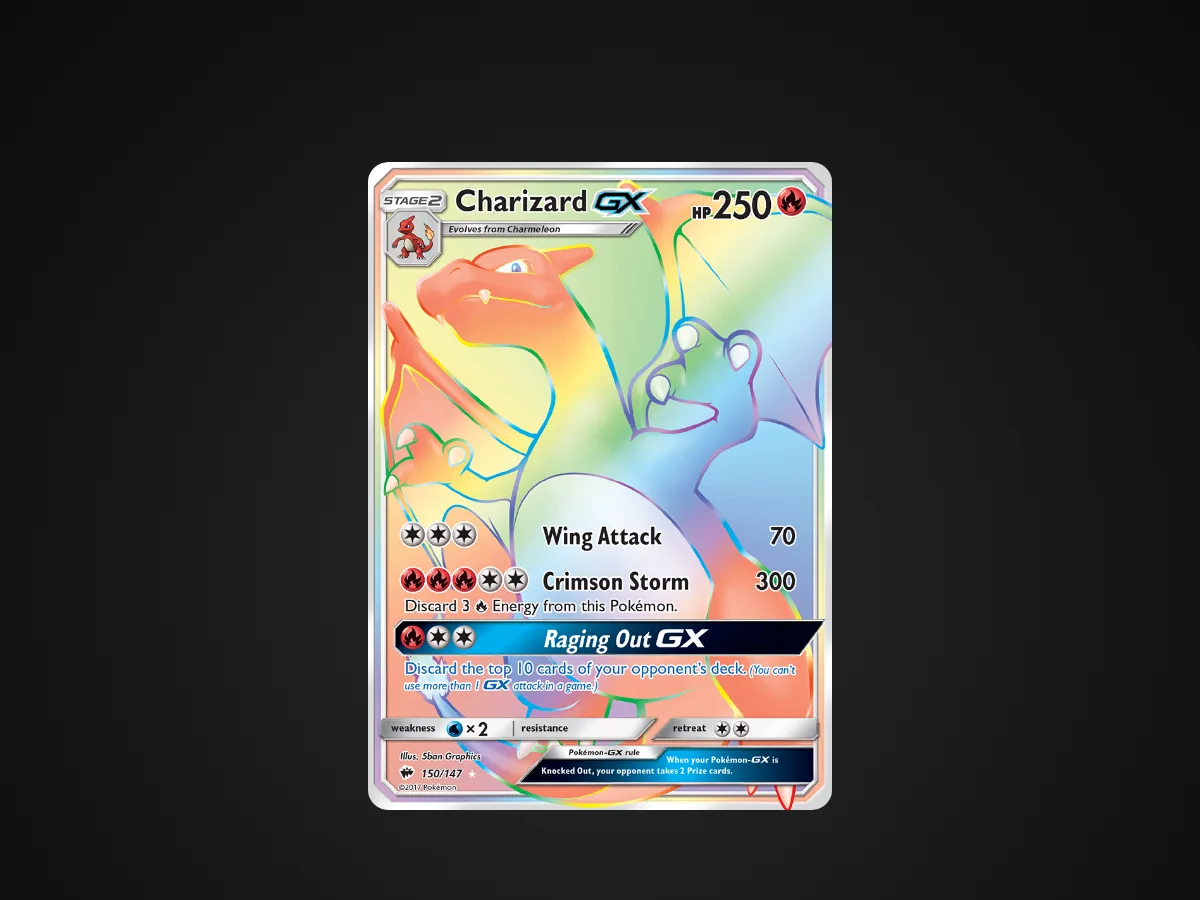 STAGE2 Charizard GX HP250
Evolves from Charmeleon
Wing Attack 70
Crimson Storm 300
Discard 3 Energy from this Pokémon.
Raging Out GX
Discard the top 10 cards of your opponent's deck. (You can't
use more than 1 GX attack in a game.)
weakness ×2 resistance retreat
Illus. 5ban Graphics
150/147
©2017 Pokémon
Pokémon-GX rule
When your Pokémon-GX is
Knocked Out, your opponent takes 2 Prize cards.